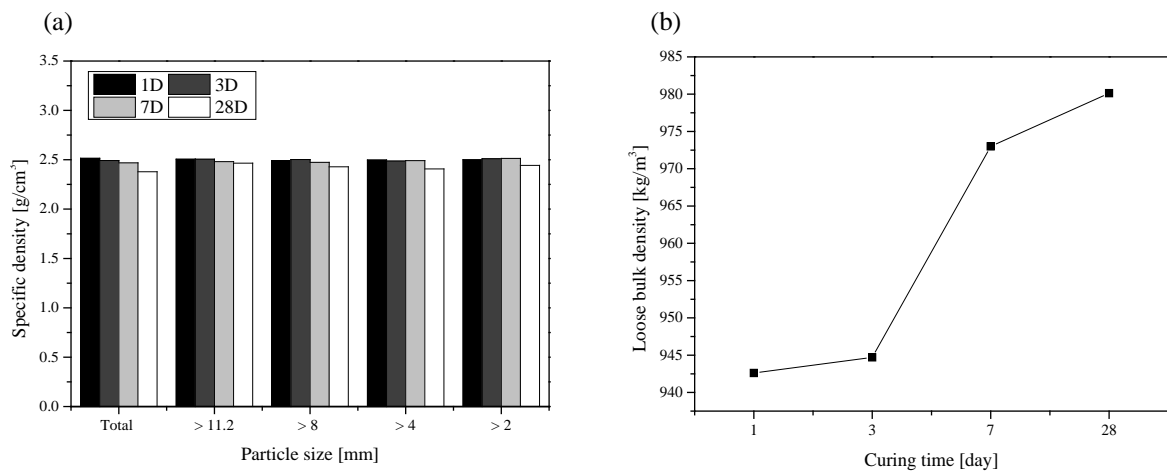 (a)
3.5
3.0
2.5
2.0
1.5
1.0
0.5
0.0
Specific density [g/cm³]
1D 3D
7D 28D
Total > 11.2 > 8 > 4 > 2
Particle size [mm]
(b)
985
980
975
970
965
960
955
950
945
940
Loose bulk density [kg/m³]
1 3 7 28
Curing time [day]